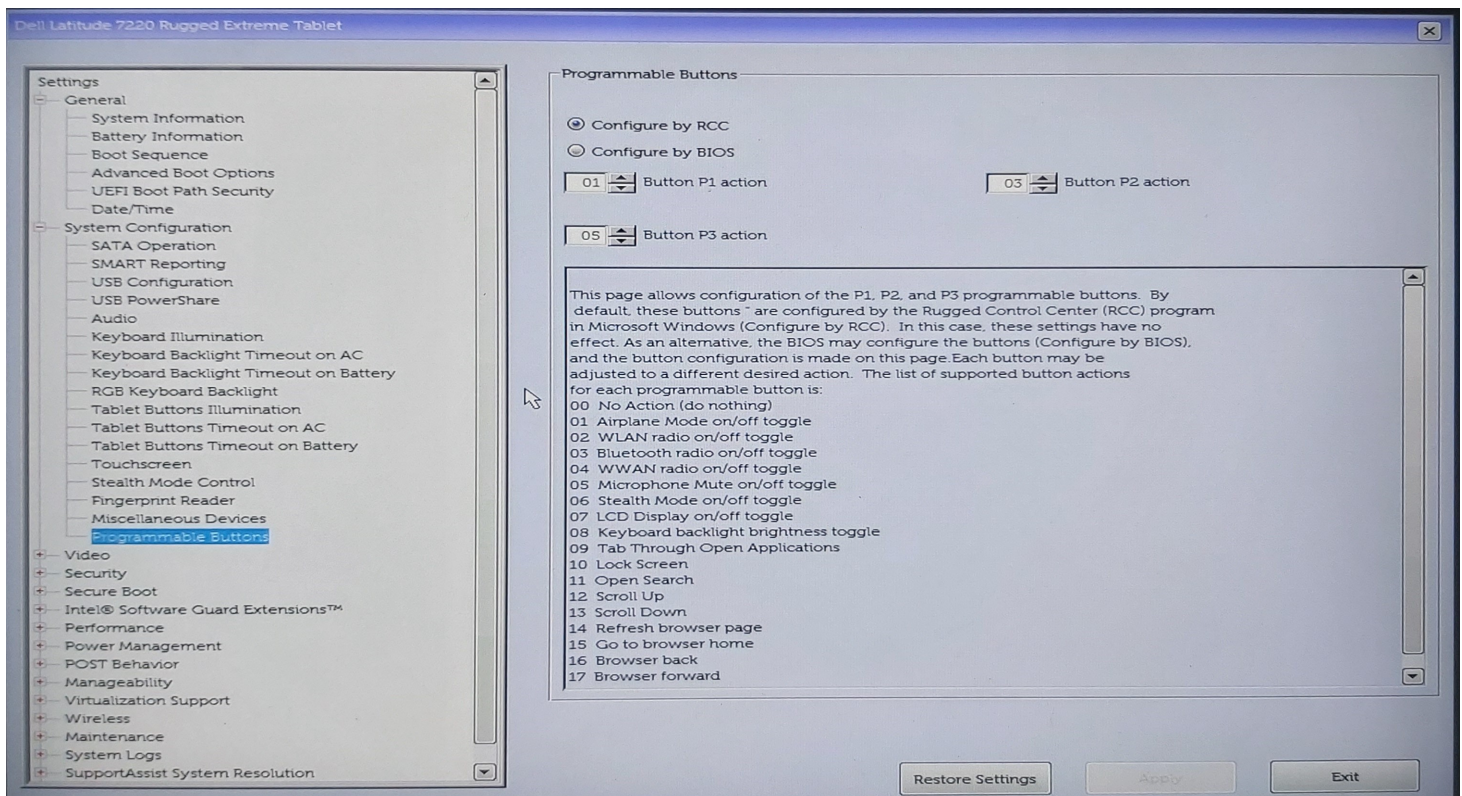 Dell Latitude 7220 Rugged Extreme Tablet
Settings
General
System Information
Battery Information
Boot Sequence
Advanced Boot Options
UEFI Boot Path Security
Date/Time
System Configuration
SATA Operation
SMART Reporting
USB Configuration
USB PowerShare
Audio
Keyboard Illumination
Keyboard Backlight Timeout on AC
Keyboard Backlight Timeout on Battery
RGB Keyboard Backlight
Tablet Buttons Illumination
Tablet Buttons Timeout on AC
Tablet Buttons Timeout on Battery
Touchscreen
Stealth Mode Control
Fingerprint Reader
Miscellaneous Devices
Programmable Buttons
Video
Security
Secure Boot
Intel® Software Guard Extensions™
Performance
Power Management
POST Behavior
Manageability
Virtualization Support
Wireless
Maintenance
System Logs
SupportAssist System Resolution
Programmable Buttons
Configure by RCC
Configure by BIOS
01 Button P1 action
03 Button P2 action
05 Button P3 action
This page allows configuration of the P1, P2, and P3 programmable buttons. By
default, these buttons " are configured by the Rugged Control Center (RCC) program
in Microsoft Windows (Configure by RCC). In this case, these settings have no
effect. As an alternative, the BIOS may configure the buttons (Configure by BIOS),
and the button configuration is made on this page.Each button may be
adjusted to a different desired action. The list of supported button actions
for each programmable button is:
00 No Action (do nothing)
01 Airplane Mode on/off toggle
02 WLAN radio on/off toggle
03 Bluetooth radio on/off toggle
04 WWAN radio on/off toggle
05 Microphone Mute on/off toggle
06 Stealth Mode on/off toggle
07 LCD Display on/off toggle
08 Keyboard backlight brightness toggle
09 Tab Through Open Applications
10 Lock Screen
11 Open Search
12 Scroll Up
13 Scroll Down
14 Refresh browser page
15 Go to browser home
16 Browser back
17 Browser forward
Restore Settings
Apply
Exit